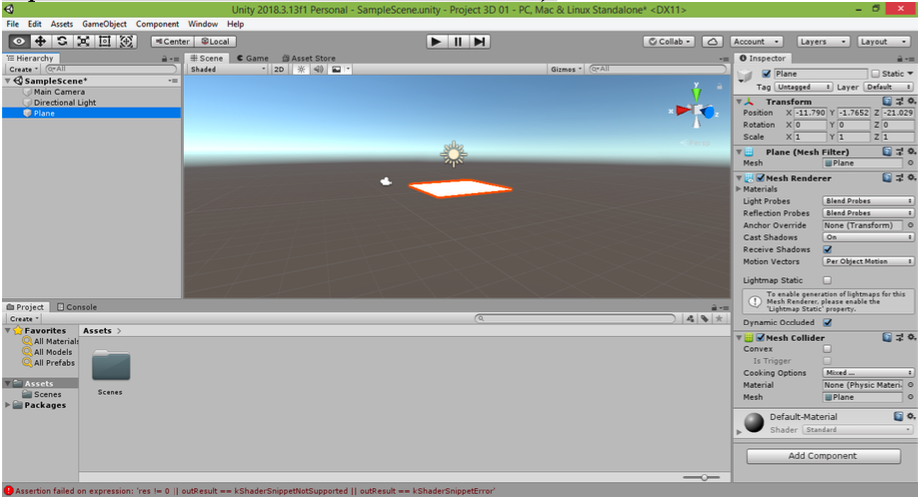 Unity 2018.3.13f1 Personal - SampleScene.unity - Project 3D 01 - PC, Mac & Linux Standalone* <DX11>
File Edit Assets GameObject Component Window Help
Center Local Collab Account Layers Layout
Hierarchy
Create All
SampleScene*
Main Camera
Directional Light
Plane
Scene Game Asset Store
Shaded 2D Gizmos All
y
x
z
Inspector
Plane Static
Tag Untagged Layer Default
Transform
Position X -11.790 Y -1.7652 Z -21.029
Rotation X 0 Y 0 Z 0
Scale X 1 Y 1 Z 1
Plane (Mesh Filter)
Mesh Plane
Mesh Renderer
Materials
Light Probes Blend Probes
Reflection Probes Blend Probes
Anchor Override None (Transform)
Cast Shadows On
Receive Shadows
Motion Vectors Per Object Motion
Lightmap Static
To enable generation of lightmaps for this
Mesh Renderer, please enable the
'Lightmap Static' property.
Dynamic Occluded
Mesh Collider
Convex
Is Trigger
Cooking Options Mixed ...
Material None (Physic Materi
Mesh Plane
Default-Material
Shader Standard
Add Component
Project Console
Create
Favorites
All Materials
All Models
All Prefabs
Assets
Scenes
Packages
Assets >
Scenes
Assertion failed on expression: 'res != 0 || outResult == kShaderSnippetNotSupported || outResult == kShaderSnippetError'